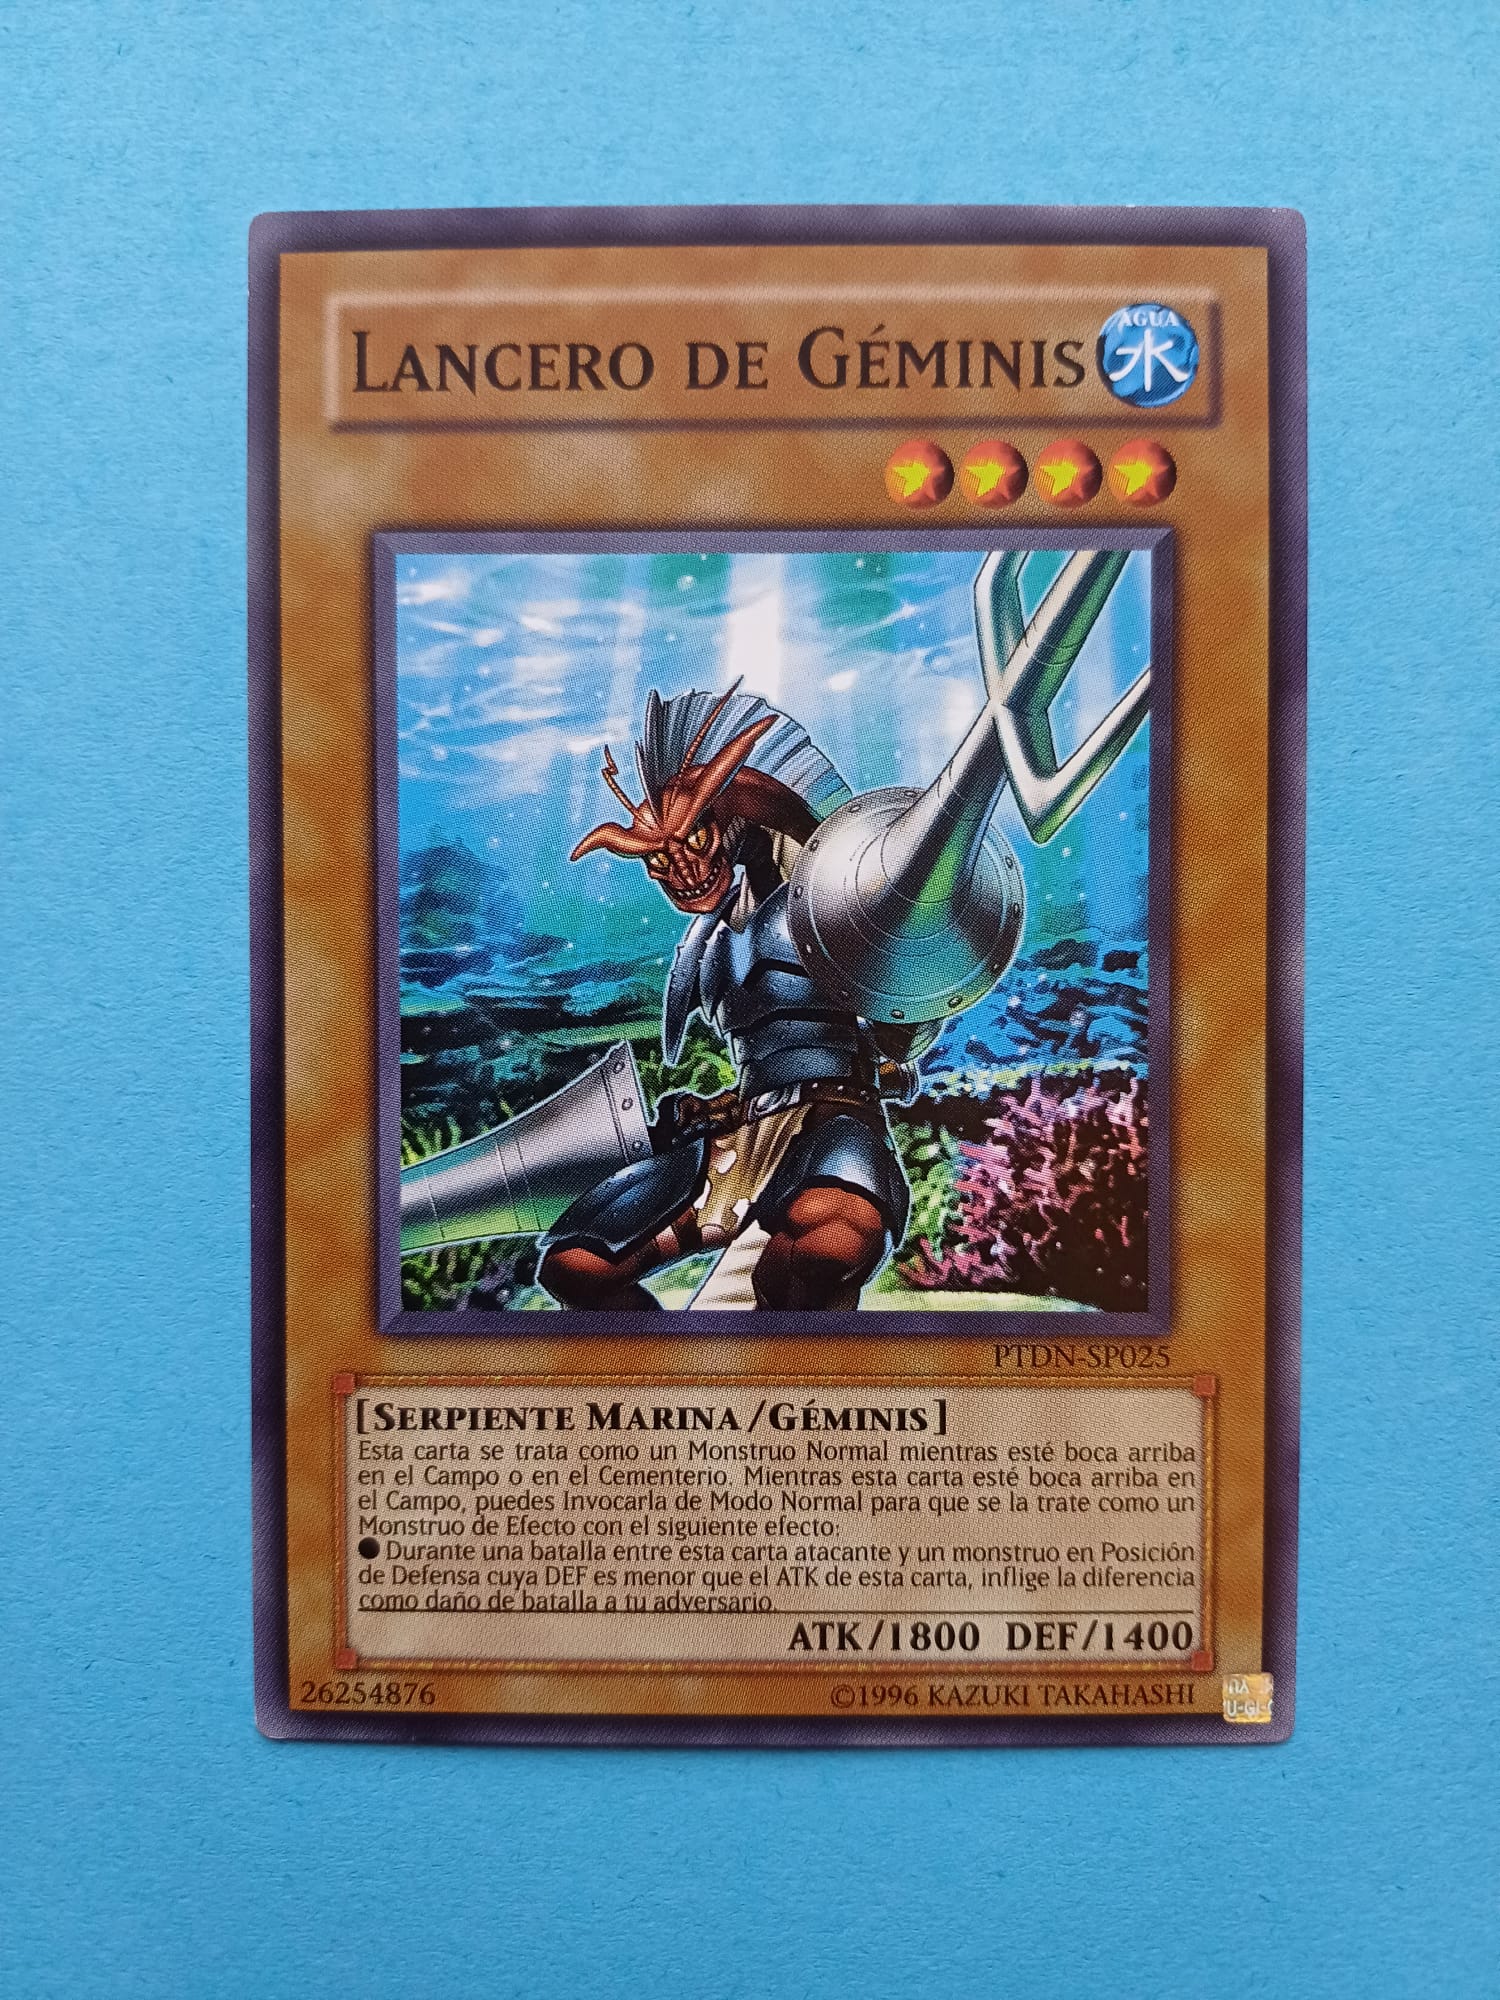 LANCERO DE GÉMINIS
AGUA
水
PTDN-SP025
[SERPIENTE MARINA/GÉMINIS]
Esta carta se trata como un Monstruo Normal mientras esté boca arriba
en el Campo o en el Cementerio. Mientras esta carta esté boca arriba en
el Campo, puedes Invocarla de Modo Normal para que se la trate como un
Monstruo de Efecto con el siguiente efecto:
● Durante una batalla entre esta carta atacante y un monstruo en Posición
de Defensa cuya DEF es menor que el ATK de esta carta, inflige la diferencia
como daño de batalla a tu adversario.
ATK/1800 DEF/1400
26254876
©1996 KAZUKI TAKAHASHI